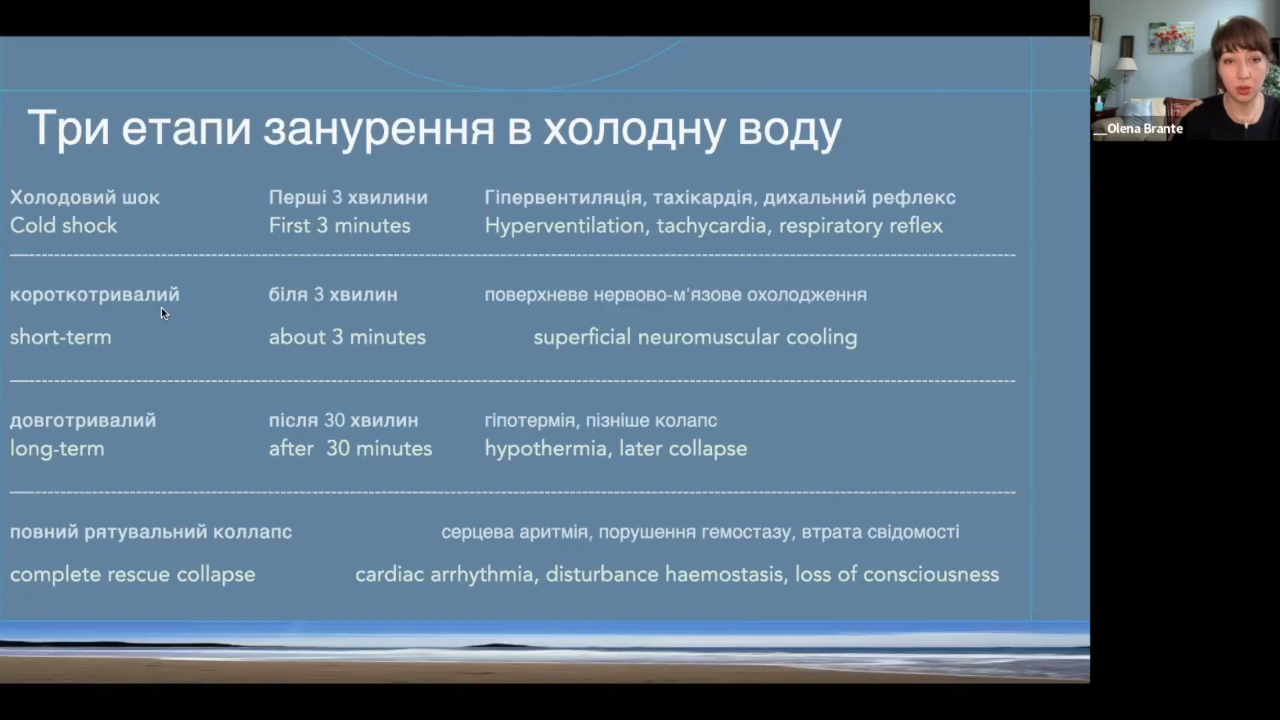 Три етапи занурення в холодну воду
Холодовий шок Перші 3 хвилини Гіпервентиляція, тахікардія, дихальний рефлекс
Cold shock First 3 minutes Hyperventilation, tachycardia, respiratory reflex
короткотривалий біля 3 хвилин поверхневе нервово-м'язове охолодження
short-term about 3 minutes superficial neuromuscular cooling
довготривалий після 30 хвилин гіпотермія, пізніше колапс
long-term after 30 minutes hypothermia, later collapse
повний рятувальний коллапс серцева аритмія, порушення гемостазу, втрата свідомості
complete rescue collapse cardiac arrhythmia, disturbance haemostasis, loss of consciousness
__Olena Brante